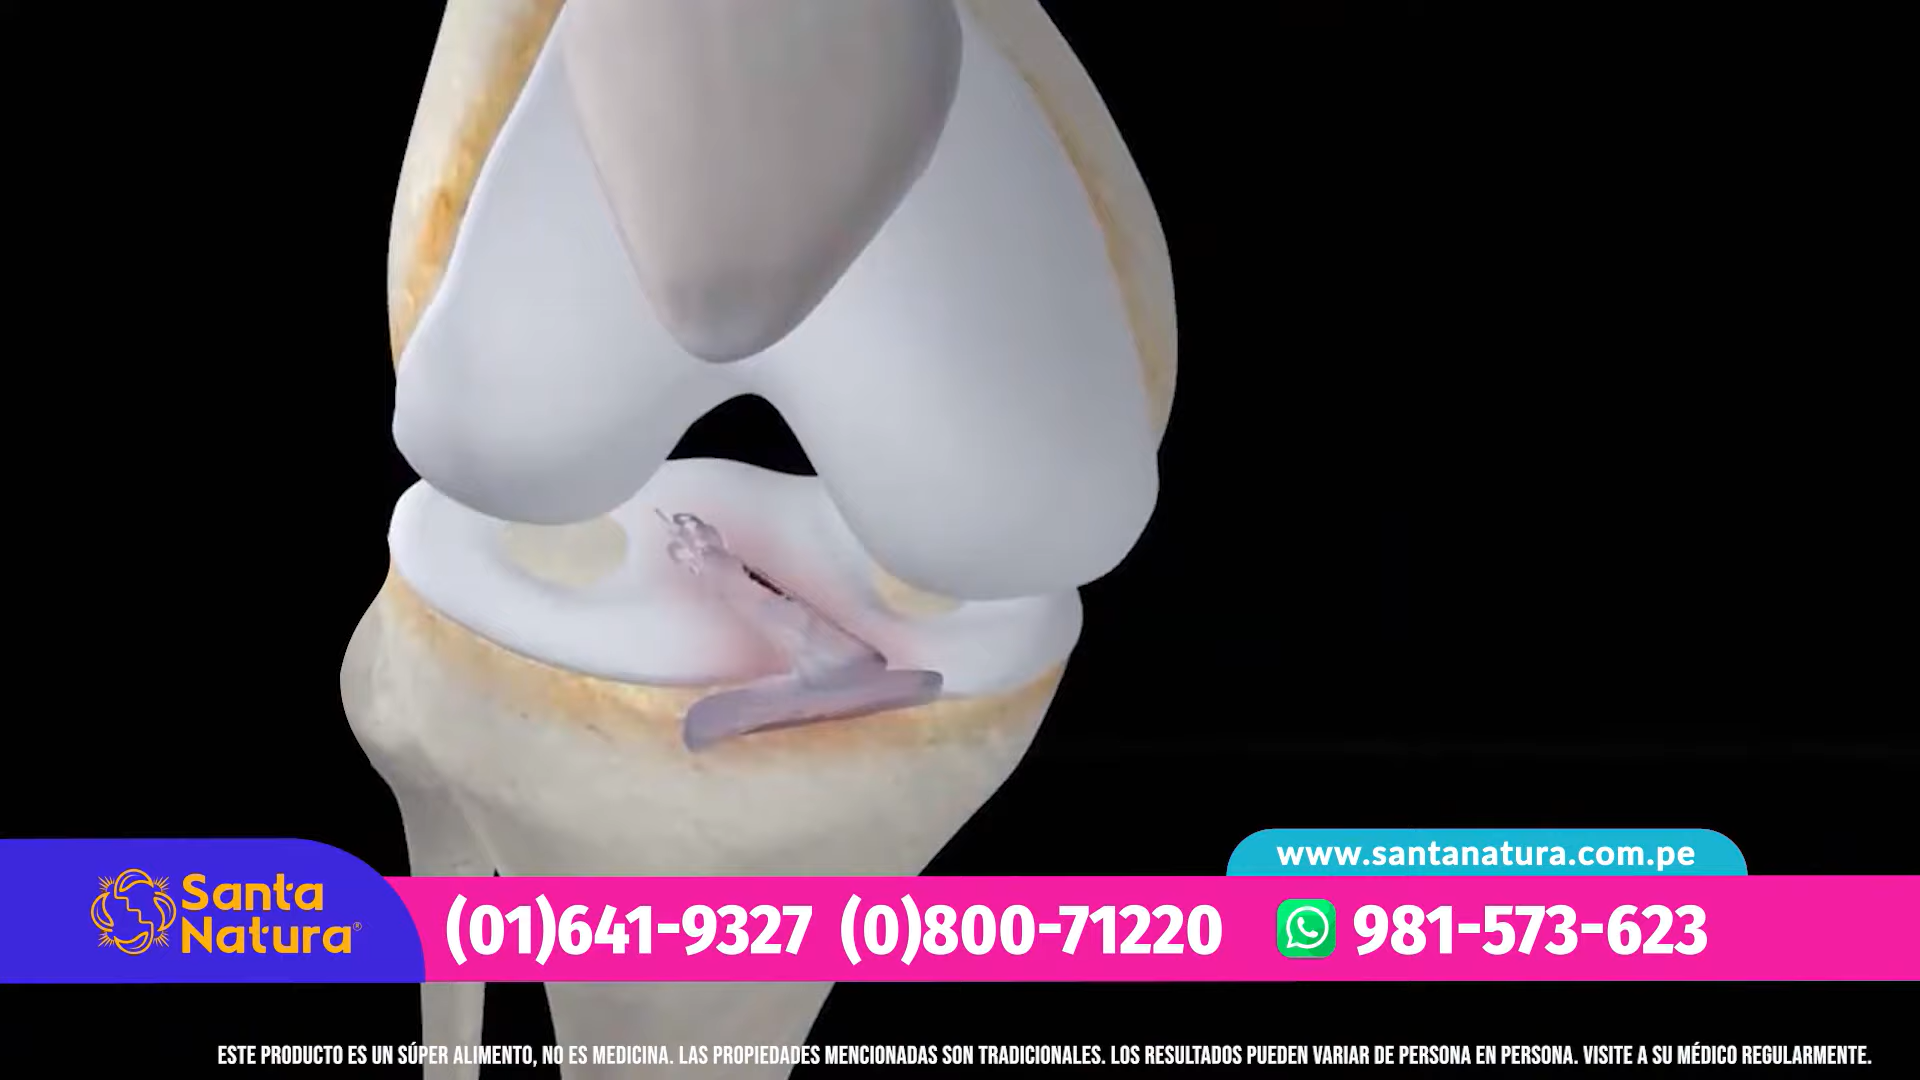 www.santanatura.com.pe
Santa
Natura®
(01)641-9327 (0)800-71220 981-573-623
ESTE PRODUCTO ES UN SÚPER ALIMENTO, NO ES MEDICINA. LAS PROPIEDADES MENCIONADAS SON TRADICIONALES. LOS RESULTADOS PUEDEN VARIAR DE PERSONA EN PERSONA. VISITE A SU MÉDICO REGULARMENTE.